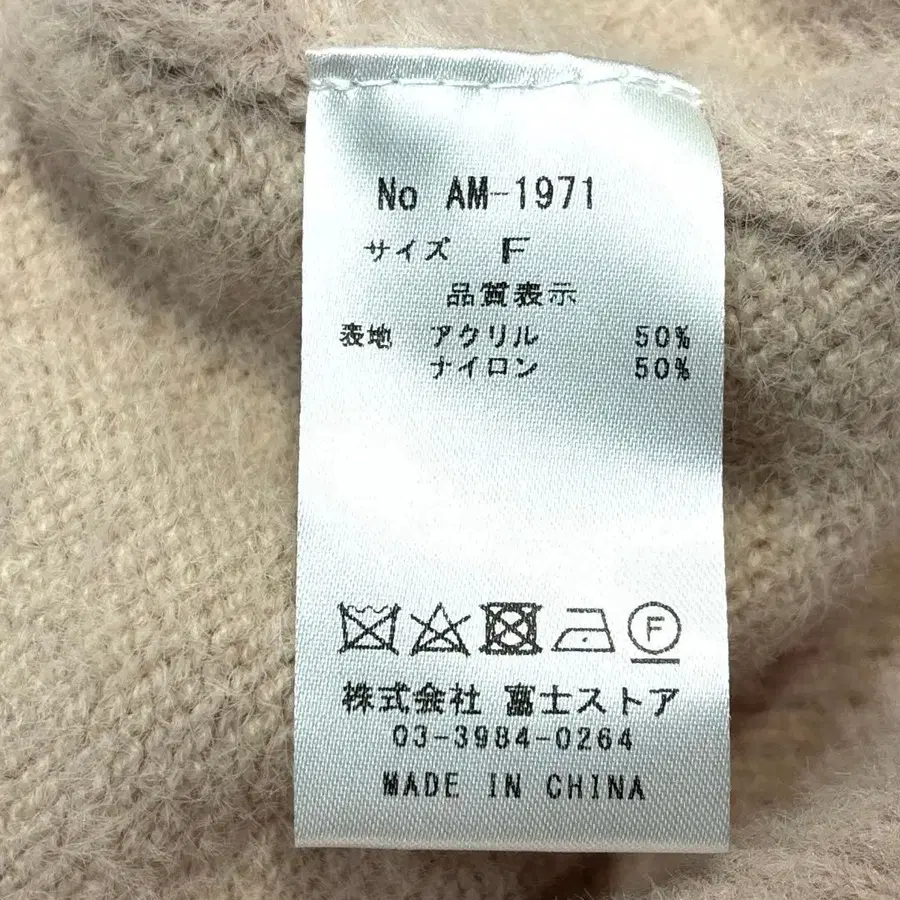 No AM-1971
サイズ F
品質表示
表地 アクリル 50%
ナイロン 50%
F
株式会社 富士ストア
03-3984-0264
MADE IN CHINA